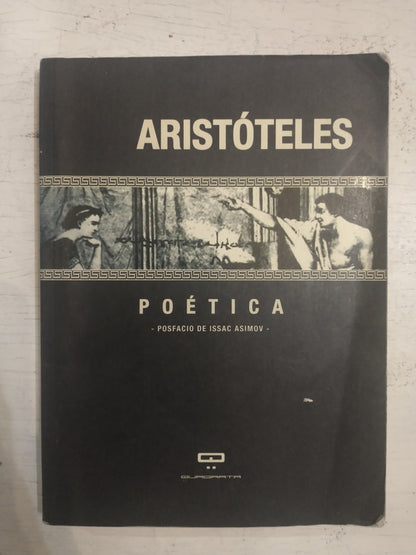 ARISTÓTELES
POÉTICA
- POSFACIO DE ISSAC ASIMOV -
QUADRATA